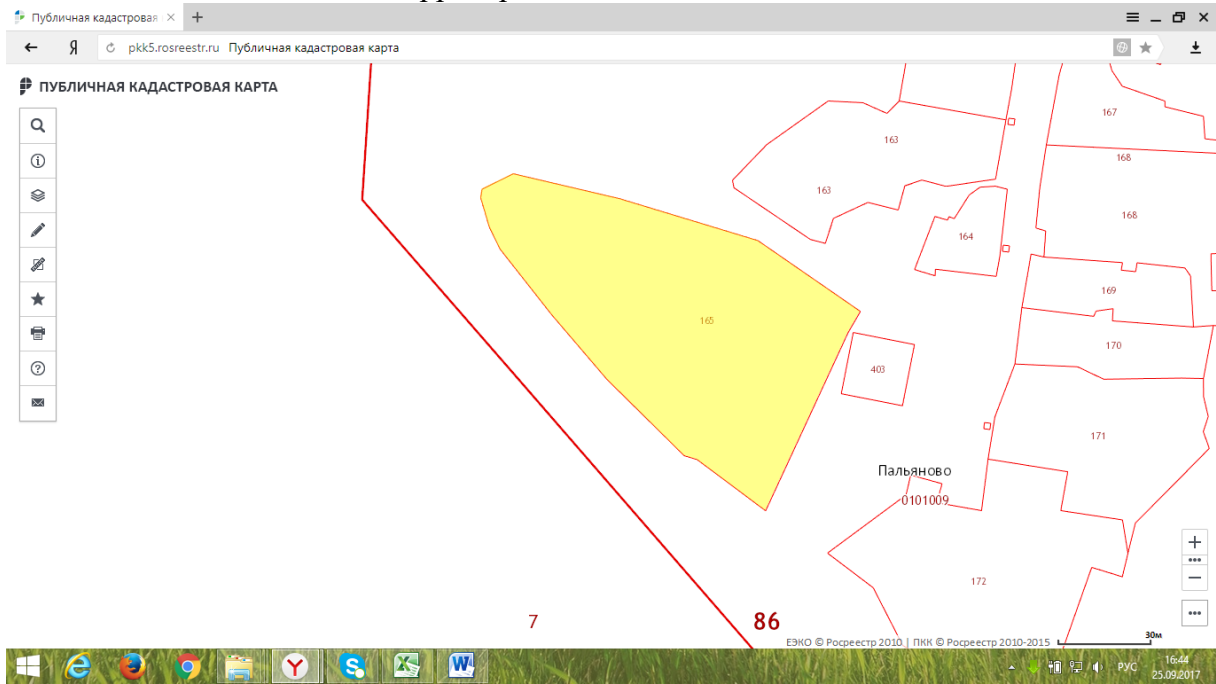 Публичная кадастровая
pkk5.rosreestr.ru Публичная кадастровая карта
ПУБЛИЧНАЯ КАДАСТРОВАЯ КАРТА
167
163
168
163
168
164
169
165
170
403
171
Пальяново
0101009
172
7
86
ЕЭКО © Росреестр 2010 | ПКК © Росреестр 2010-2015
30м
РУС
16:44
25.09.2017